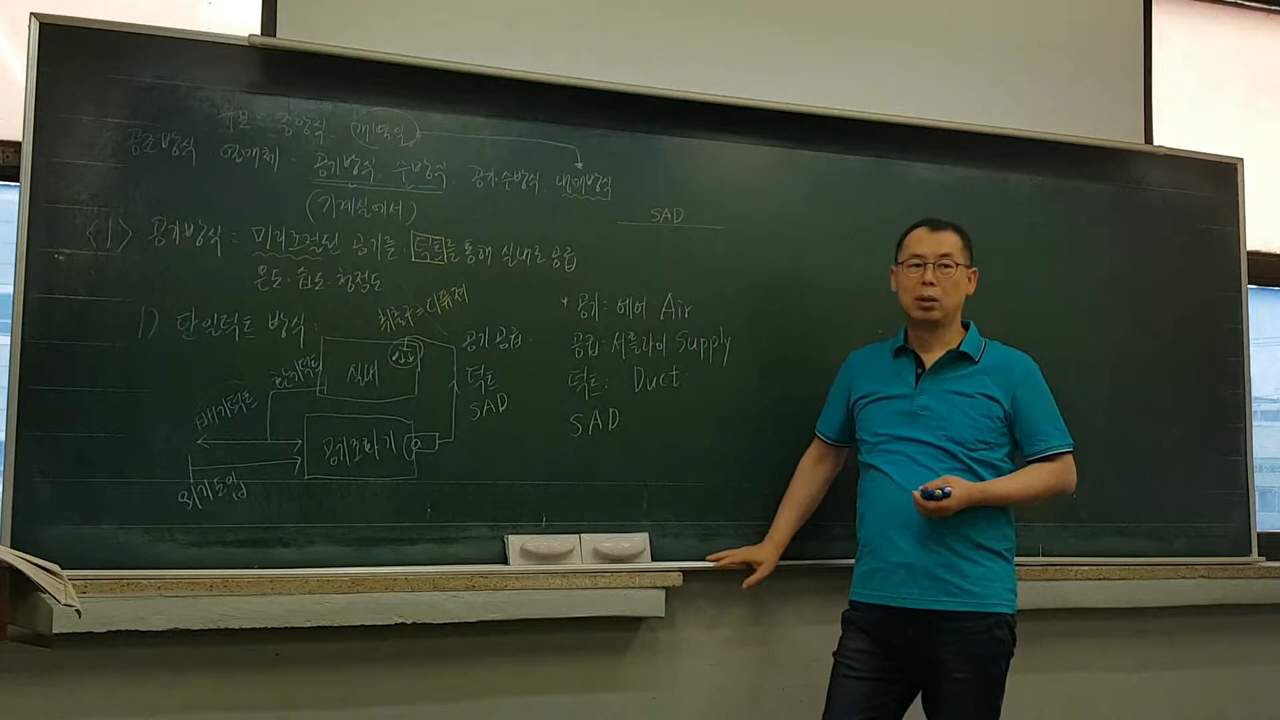 규모 : 중앙식. 개별식
공조방식 열매체 = 공기방식. 수방식. 공기수방식. 냉매방식
(기계실에서)
SAD
<1> 공기방식 : 미리조절된 공기를. 덕트를 통해 실내로 공급
온도. 습도. 청정도
1) 단일덕트 방식 :
취출구=디퓨져
* 공기 : 에어 Air
공기공급.
공급 : 서플라이 Supply
실내
환기덕트
덕트
덕트 : Duct
배기덕트
SAD
SAD
공기조화기
외기도입